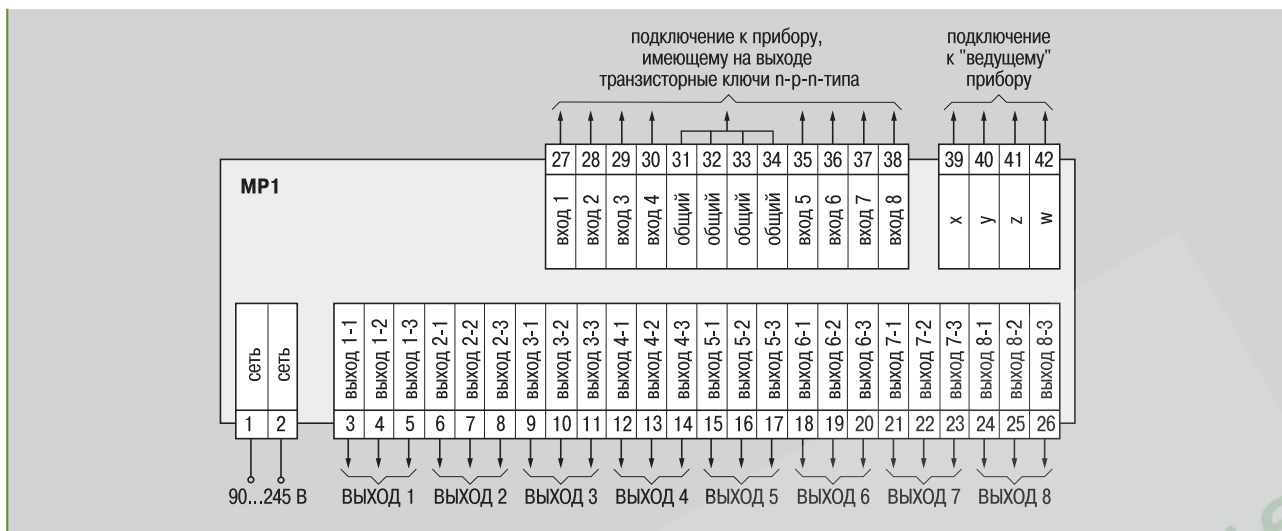 подключение к прибору,
имеющему на выходе
транзисторные ключи n-p-n-типа
подключение
к "ведущему"
прибору
27 28 29 30 31 32 33 34 35 36 37 38
39 40 41 42
МР1
вход 1
вход 2
вход 3
вход 4
общий
общий
общий
общий
вход 5
вход 6
вход 7
вход 8
x
y
z
w
сеть
сеть
выход 1-1
выход 1-2
выход 1-3
выход 2-1
выход 2-2
выход 2-3
выход 3-1
выход 3-2
выход 3-3
выход 4-1
выход 4-2
выход 4-3
выход 5-1
выход 5-2
выход 5-3
выход 6-1
выход 6-2
выход 6-3
выход 7-1
выход 7-2
выход 7-3
выход 8-1
выход 8-2
выход 8-3
1 2
3 4 5 6 7 8 9 10 11 12 13 14 15 16 17 18 19 20 21 22 23 24 25 26
90...245 В
ВЫХОД 1 ВЫХОД 2 ВЫХОД 3 ВЫХОД 4 ВЫХОД 5 ВЫХОД 6 ВЫХОД 7 ВЫХОД 8